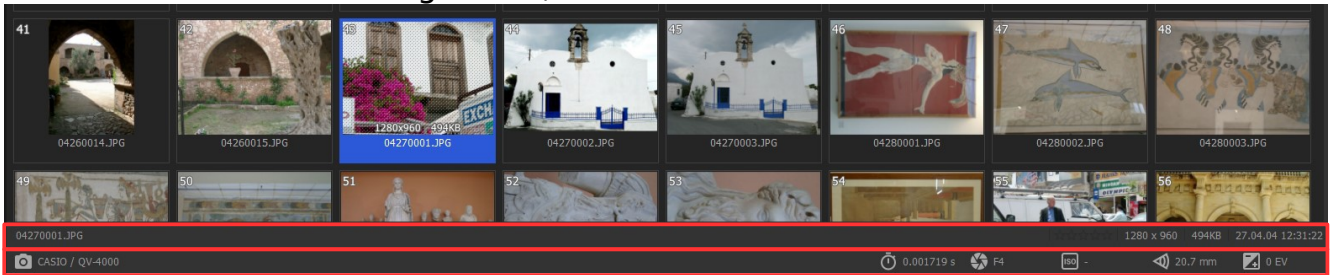 41 42 43 44 45 46 47 48
EXCH
1280x960 494KB
04260014.JPG 04260015.JPG 04270001.JPG 04270002.JPG 04270003.JPG 04280001.JPG 04280002.JPG 04280003.JPG
49 50 51 52 53 54 55 56
OLYMPIC
04270001.JPG 1280 x 960 494KB 27.04.04 12:31:22
CASIO / QV-4000 0.001719 s F4 ISO - 20.7 mm 0 EV